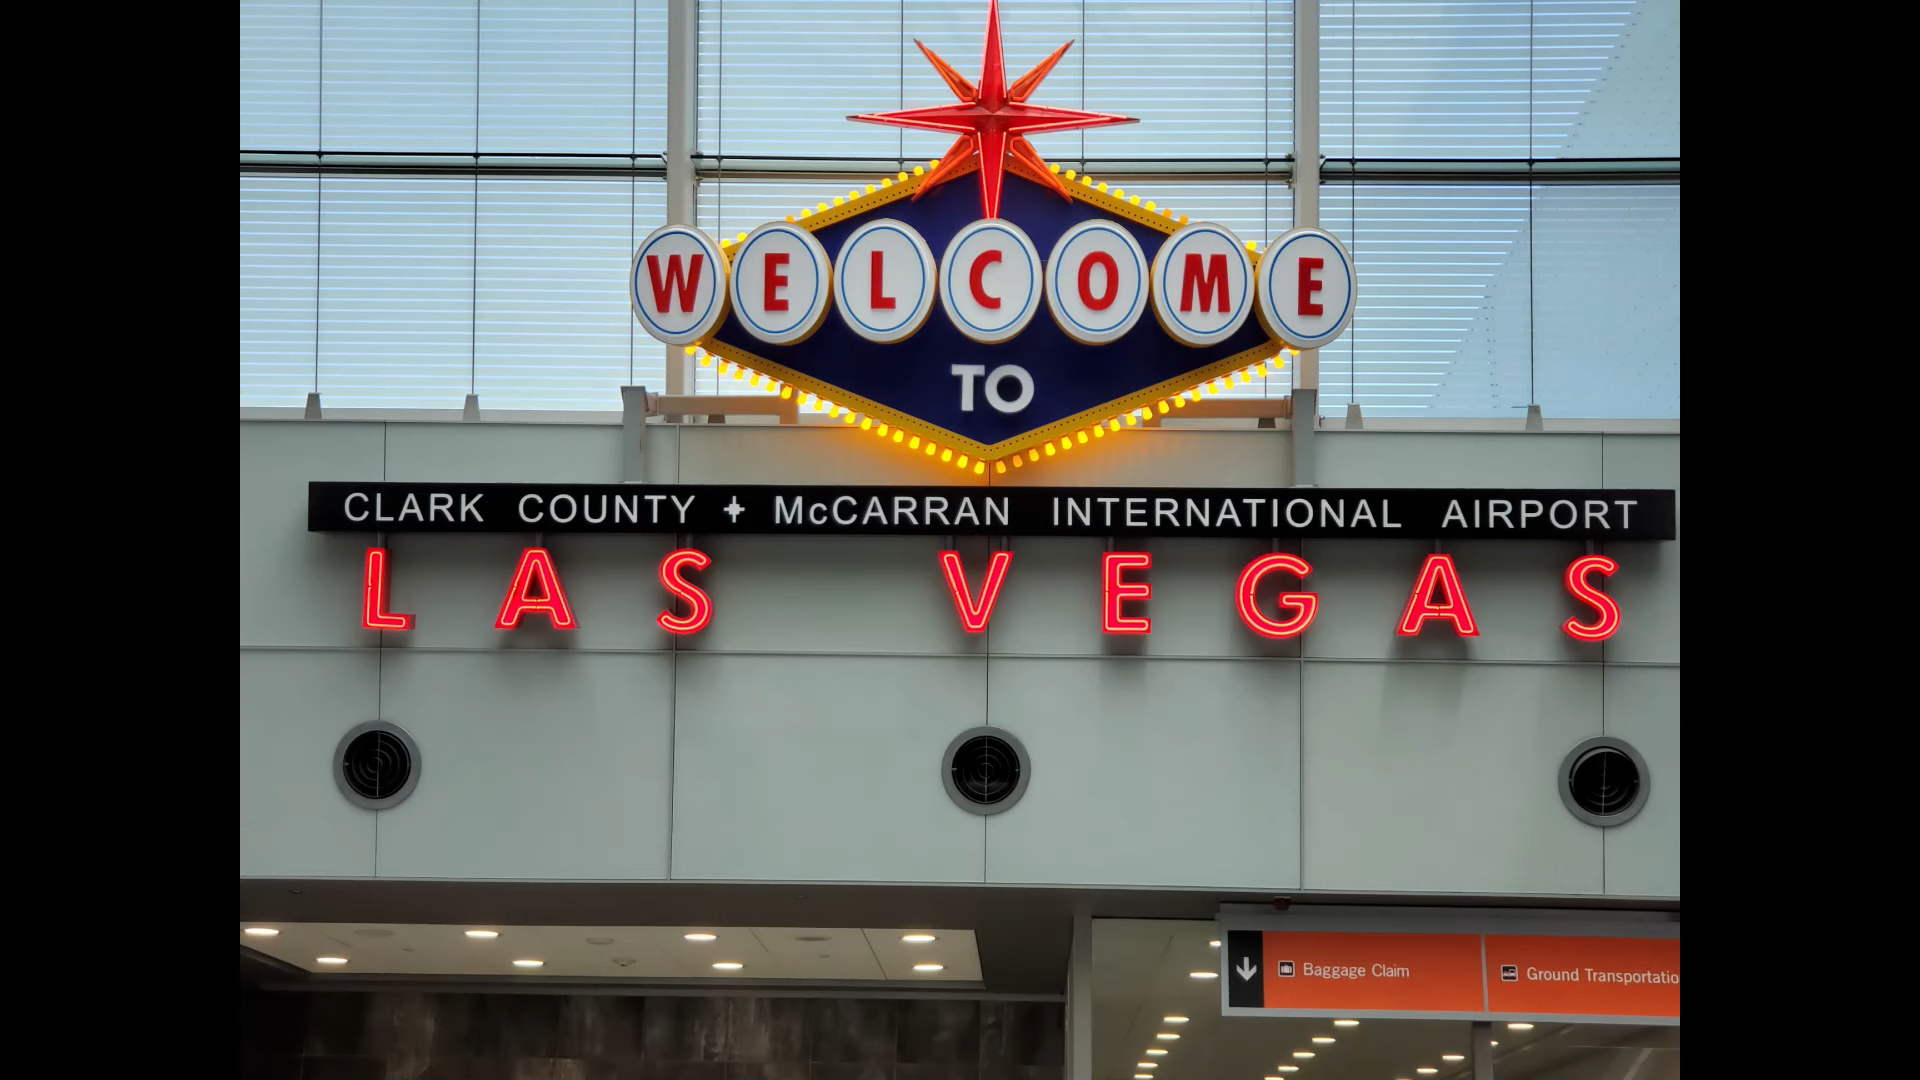 WELCOME
TO
CLARK COUNTY + McCARRAN INTERNATIONAL AIRPORT
LAS VEGAS
Baggage Claim
Ground Transportatio